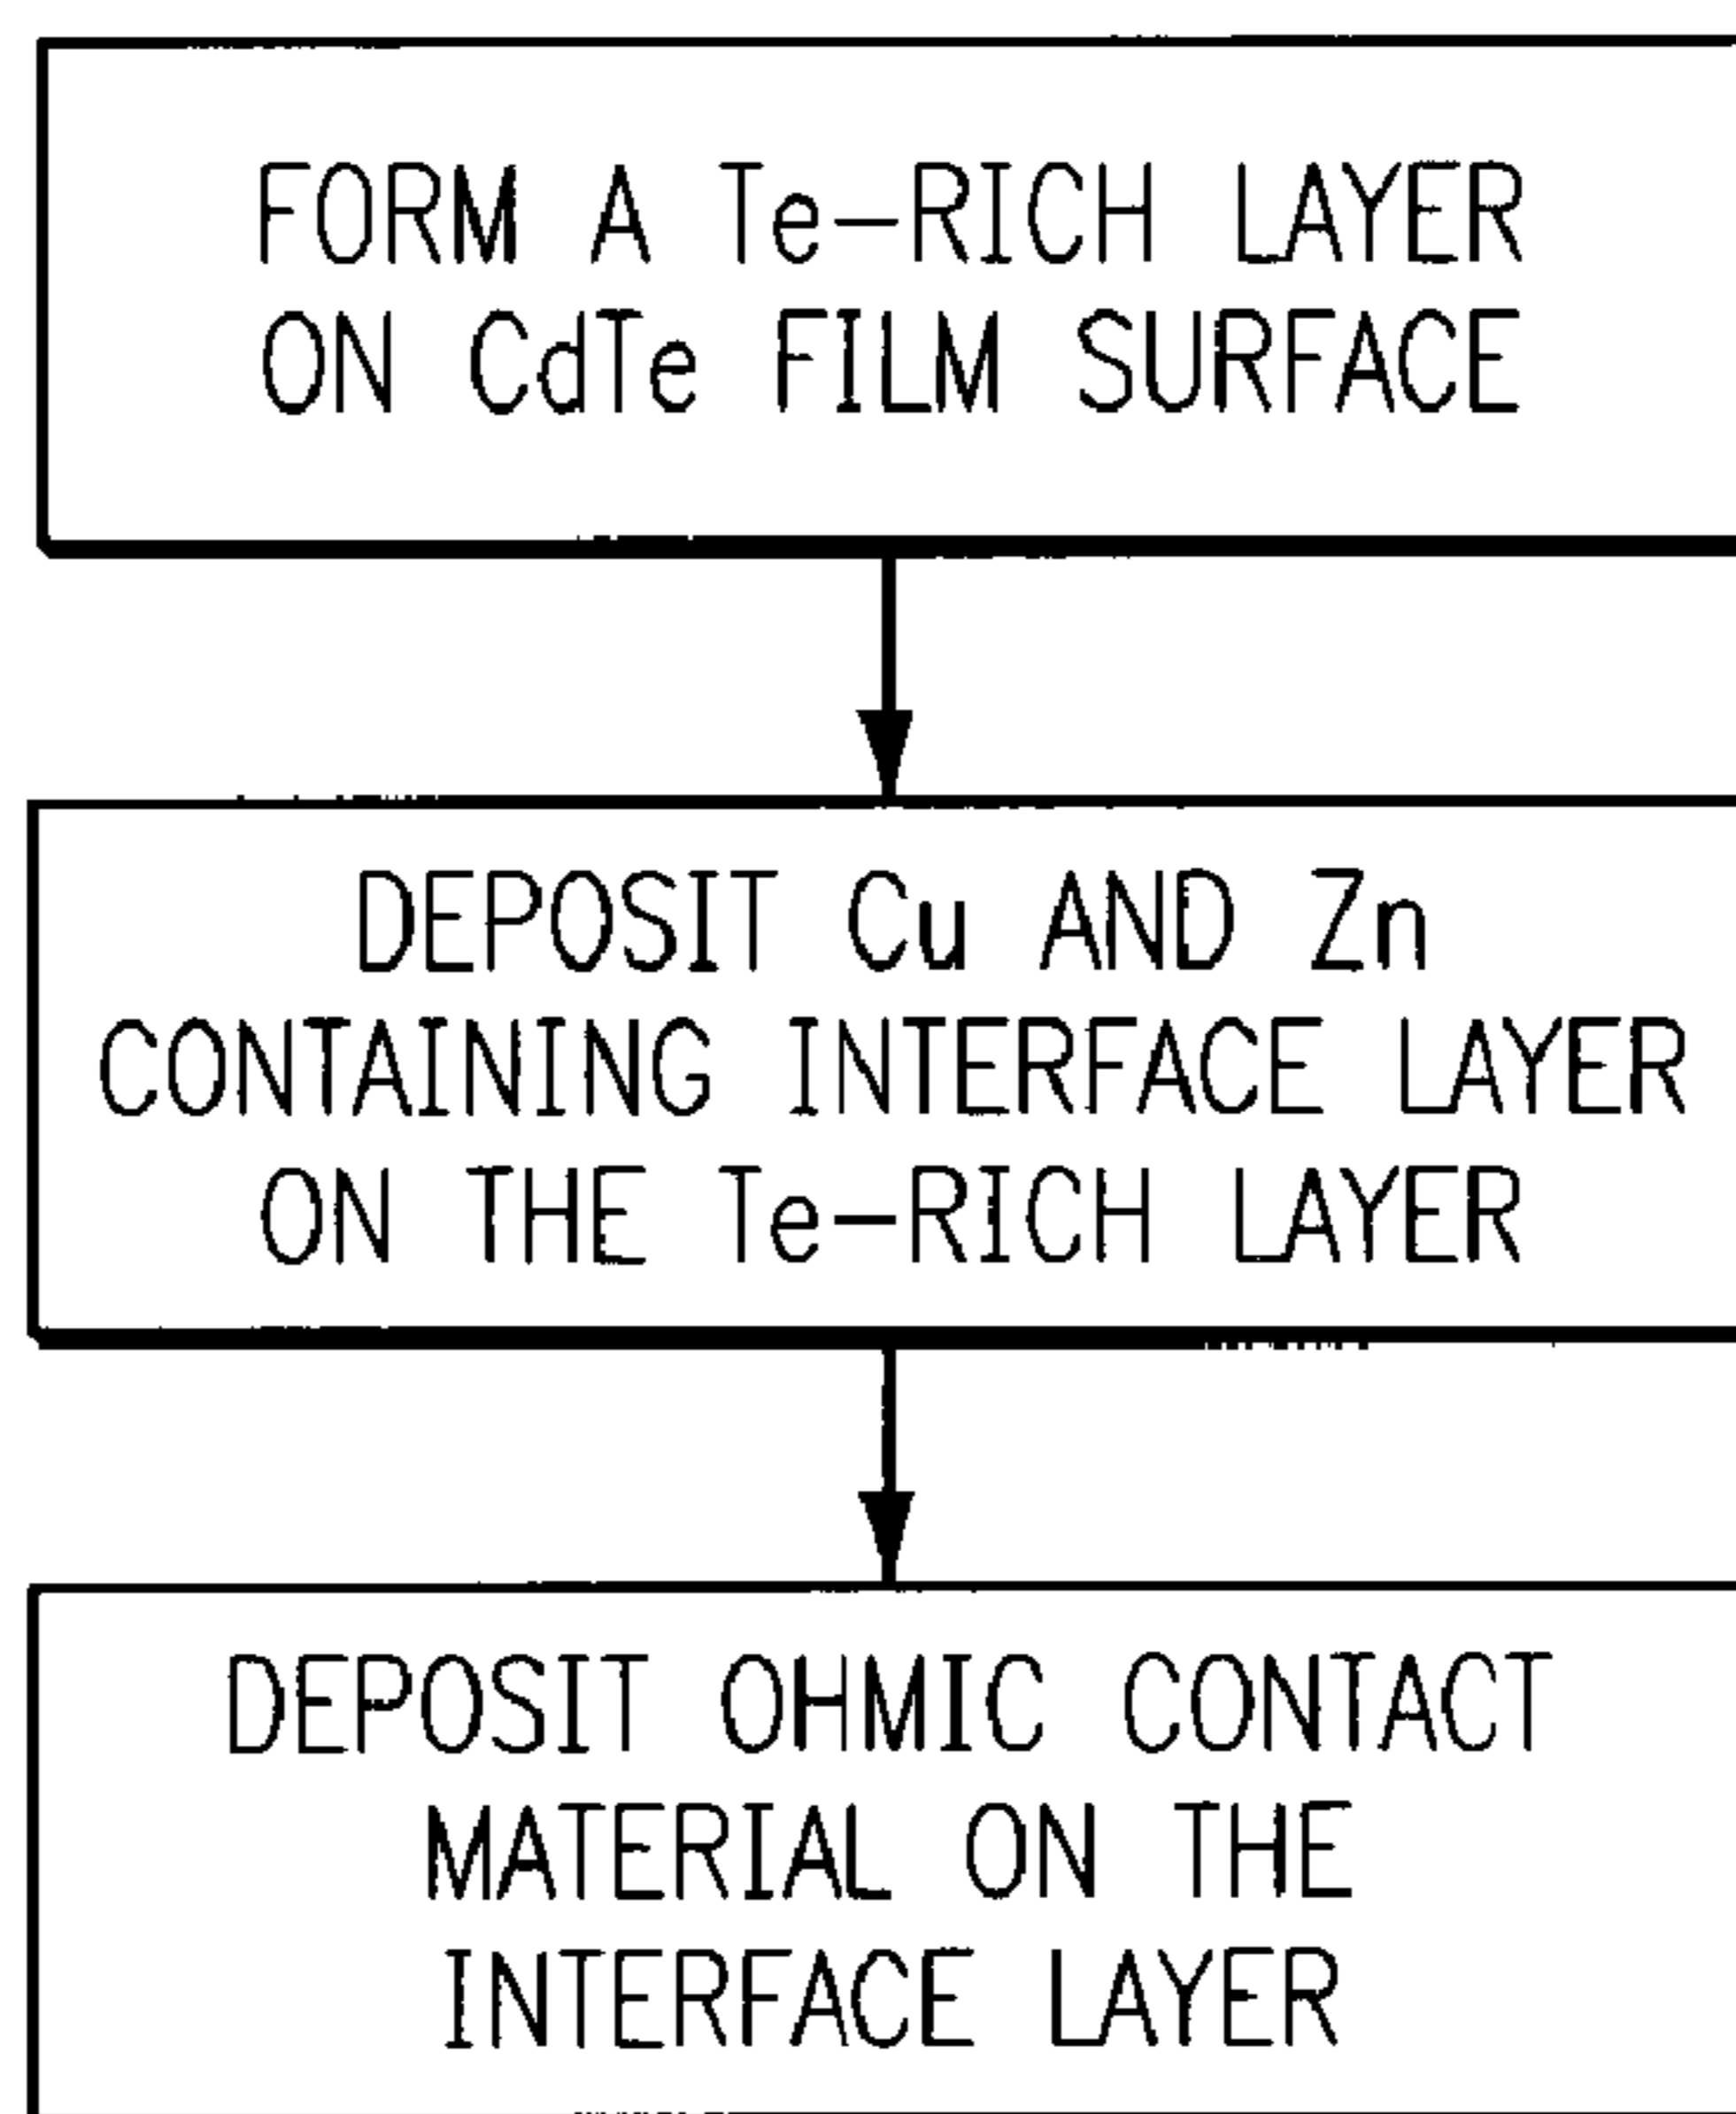 FORM A Te-RICH LAYER
ON CdTe FILM SURFACE
DEPOSIT Cu AND Zn
CONTAINING INTERFACE LAYER
ON THE Te-RICH LAYER
DEPOSIT OHMIC CONTACT
MATERIAL ON THE
INTERFACE LAYER